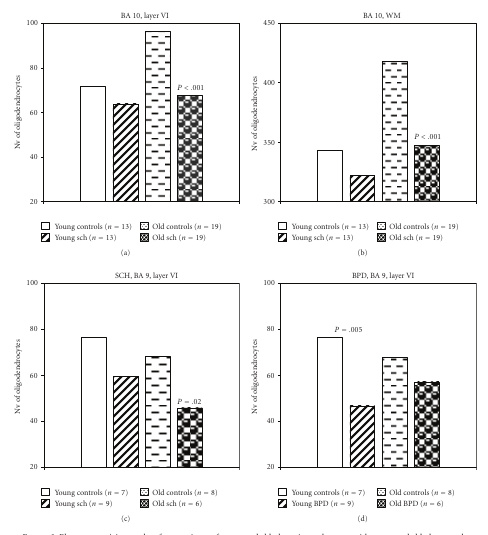 BA 10, layer VI
100
80
60
40
20
Nv of oligodendrocytes
P < .001
Young controls (n = 13)
Old controls (n = 19)
Young sch (n = 13)
Old sch (n = 19)
(a)
BA 10, WM
450
400
350
300
Nv of oligodendrocytes
P < .001
Young controls (n = 13)
Old controls (n = 19)
Young sch (n = 13)
Old sch (n = 19)
(b)
SCH, BA 9, layer VI
100
80
60
40
20
Nv of oligodendrocytes
P = .02
Young controls (n = 7)
Old controls (n = 8)
Young sch (n = 9)
Old sch (n = 6)
(c)
BPD, BA 9, layer VI
100
80
60
40
20
Nv of oligodendrocytes
P = .005
Young controls (n = 7)
Old controls (n = 8)
Young BPD (n = 9)
Old BPD (n = 6)
(d)